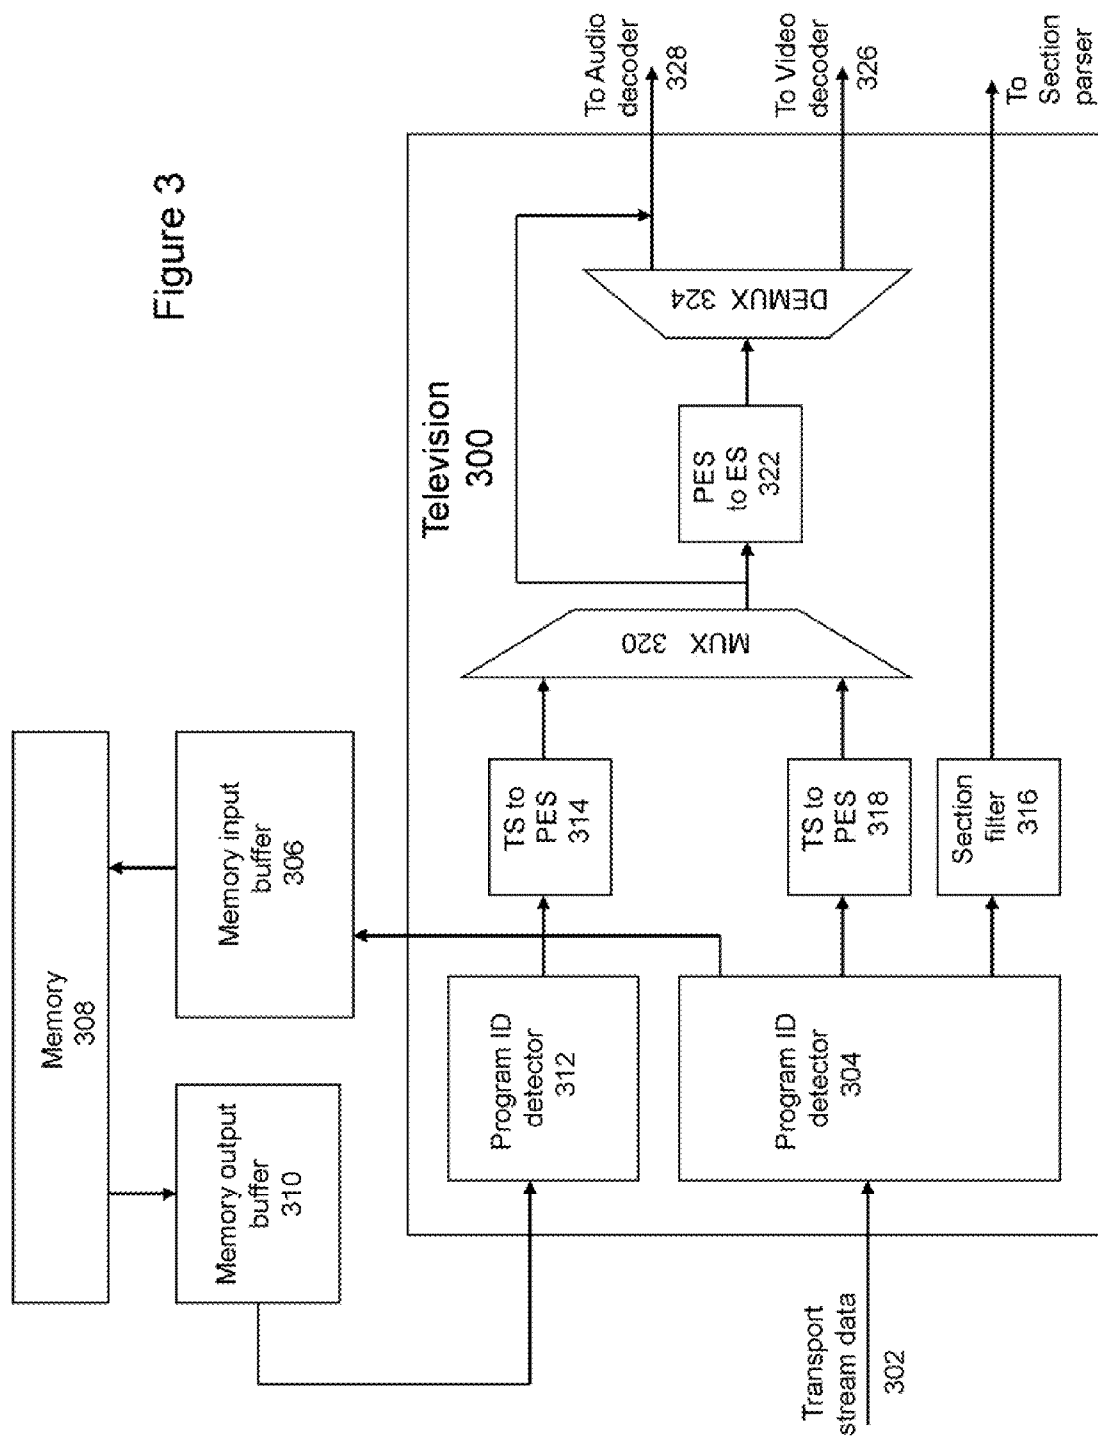 Figure 3
Memory
308
Memory output
buffer
310
Memory input
buffer
306
Television
300
Program ID
detector
312
TS to
PES
314
Program ID
detector
304
TS to
PES
318
Section
filter
316
MUX 320
PES
to ES
322
DEMUX 324
To Audio
decoder
328
To Video
decoder
326
To
Section
parser
Transport
stream data
302